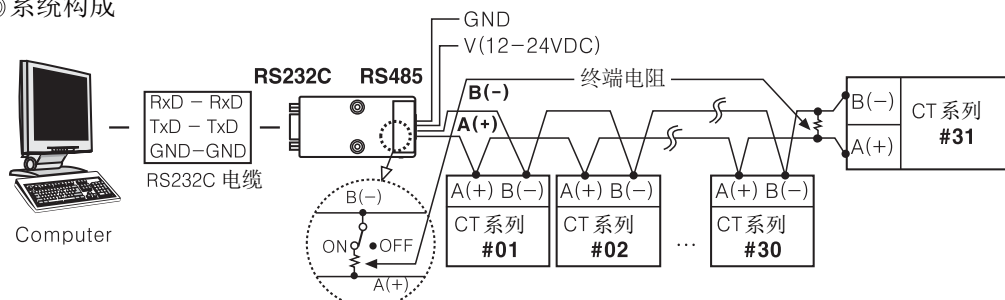 系统构成
GND
V(12-24VDC)
RS232C RS485
终端电阻
B(-)
A(+)
RxD - RxD
TxD - TxD
GND-GND
RS232C 电缆
Computer
B(-)
ON OFF
A(+)
A(+) B(-)
CT系列
#01
A(+) B(-)
CT系列
#02
...
A(+) B(-)
CT系列
#30
B(-)
A(+)
CT系列
#31